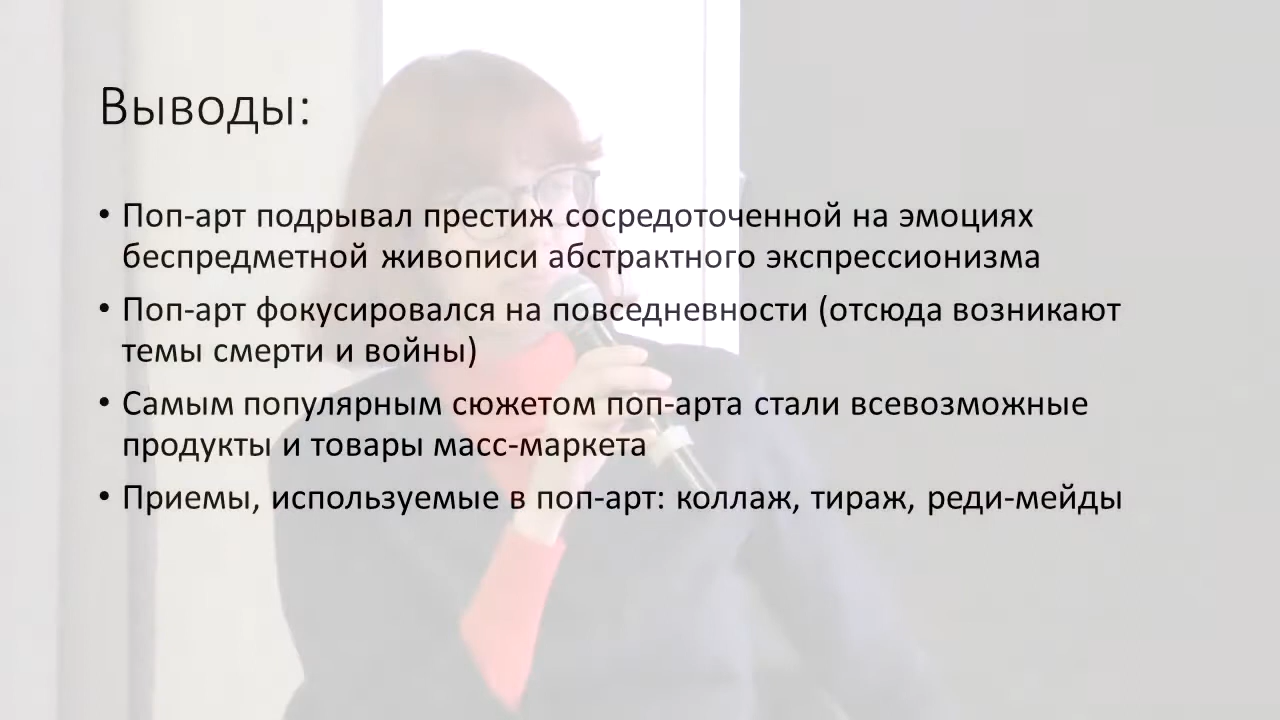 Выводы:
• Поп-арт подрывал престиж сосредоточенной на эмоциях
беспредметной живописи абстрактного экспрессионизма
• Поп-арт фокусировался на повседневности (отсюда возникают
темы смерти и войны)
• Самым популярным сюжетом поп-арта стали всевозможные
продукты и товары масс-маркета
• Приемы, используемые в поп-арт: коллаж, тираж, реди-мейды